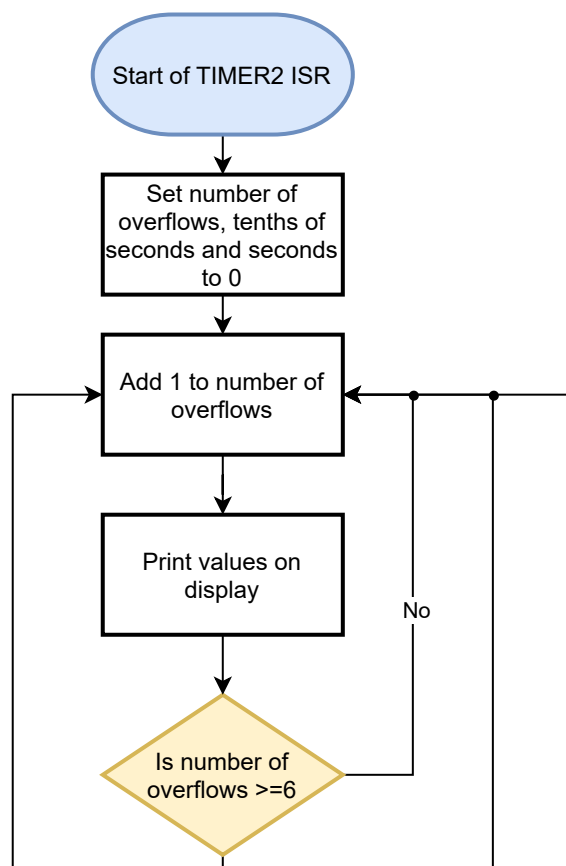 Start of TIMER2 ISR
Set number of
overflows, tenths of
seconds and seconds
to 0
Add 1 to number of
overflows
Print values on
display
No
Is number of
overflows >=6